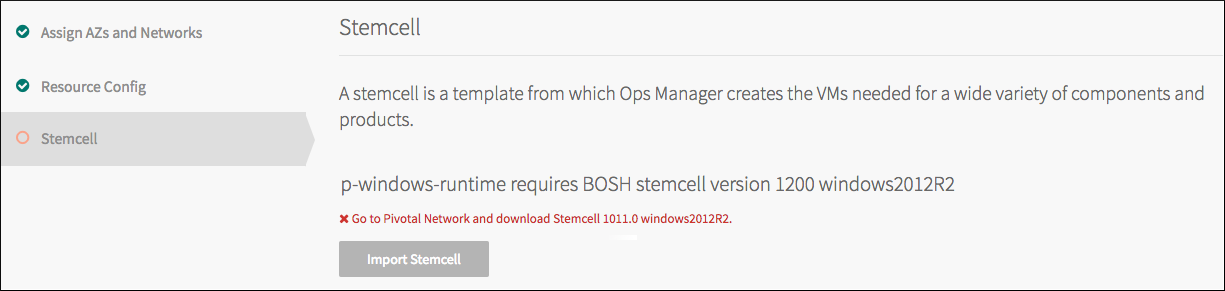 Assign AZs and Networks
Resource Config
Stemcell
Stemcell
A stemcell is a template from which Ops Manager creates the VMs needed for a wide variety of components and
products.
p-windows-runtime requires BOSH stemcell version 1200 windows2012R2
Go to Pivotal Network and download Stemcell 1011.0 windows2012R2.
Import Stemcell